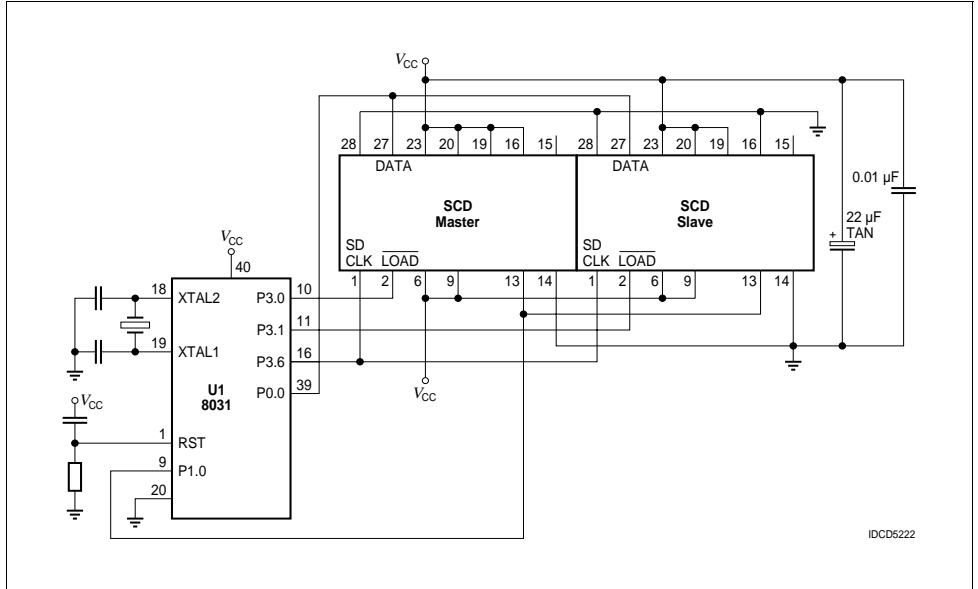 VCC
28 27 23 20 19 16 15 28 27 23 20 19 16 15
DATA DATA
0.01 µF
SCD
Master
SCD
Slave
22 µF
+ TAN
VCC
SD
CLK LOAD
SD
CLK LOAD
40
1 2 6 9 13 14 1 2 6 9 13 14
18 XTAL2 P3.0 10
P3.1 11
19 XTAL1 P3.6 16
U1
8031
P0.0 39
VCC
VCC
1 RST
9 P1.0
20
IDCD5222